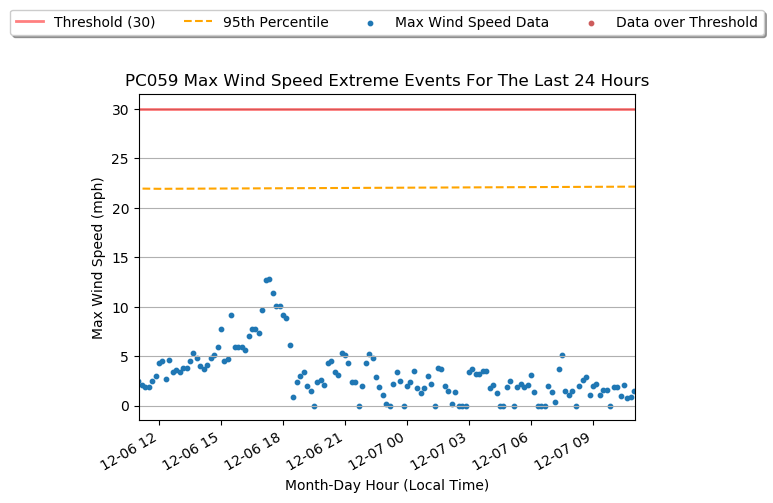 Threshold (30) 95th Percentile Max Wind Speed Data Data over Threshold
PC059 Max Wind Speed Extreme Events For The Last 24 Hours
30
25
20
15
10
5
0
Max Wind Speed (mph)
12-06 12 12-06 15 12-06 18 12-06 21 12-07 00 12-07 03 12-07 06 12-07 09
Month-Day Hour (Local Time)